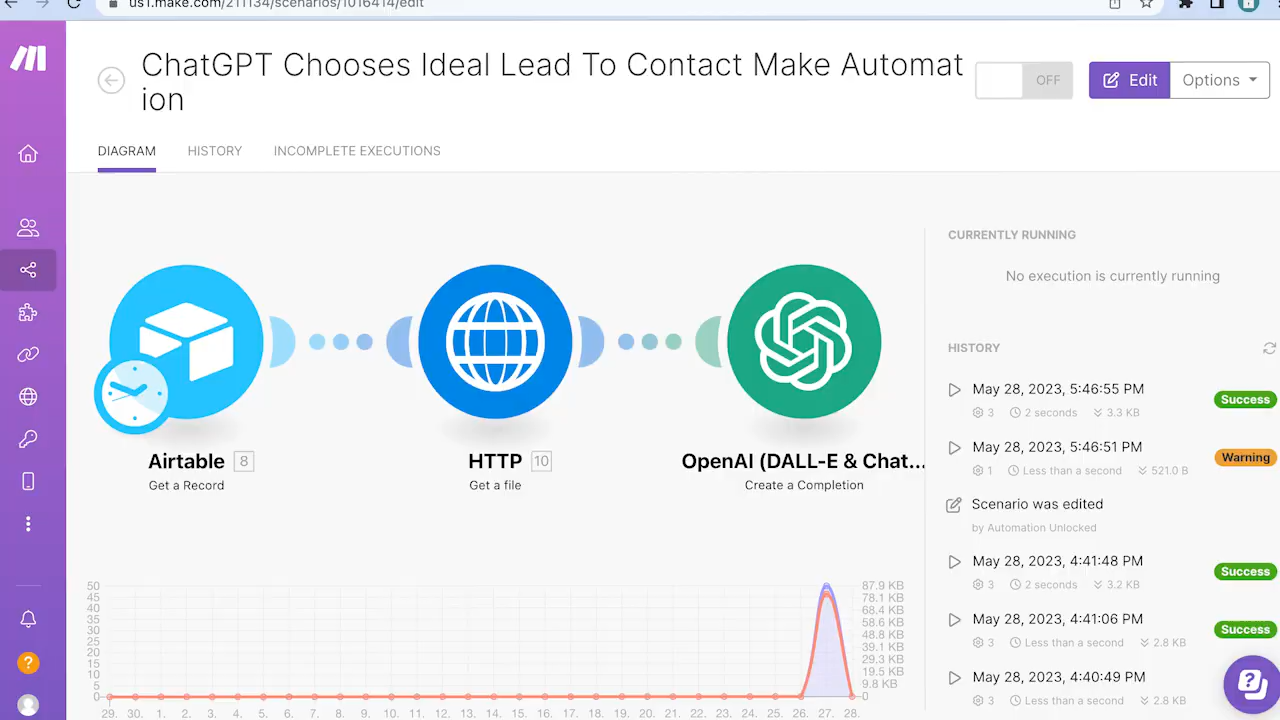 us1.make.com/211134/scenarios/1016414/edit
ChatGPT Chooses Ideal Lead To Contact Make Automat
ion
OFF
Edit
Options
DIAGRAM
HISTORY
INCOMPLETE EXECUTIONS
Airtable 8
Get a Record
HTTP 10
Get a file
OpenAI (DALL-E & Chat...
Create a Completion
CURRENTLY RUNNING
No execution is currently running
HISTORY
May 28, 2023, 5:46:55 PM
Success
3 2 seconds 3.3 KB
May 28, 2023, 5:46:51 PM
Warning
1 Less than a second 521.0 B
Scenario was edited
by Automation Unlocked
May 28, 2023, 4:41:48 PM
Success
3 2 seconds 3.2 KB
May 28, 2023, 4:41:06 PM
Success
3 Less than a second 2.8 KB
May 28, 2023, 4:40:49 PM
3 Less than a second 2.8 KB
50 87.9 KB
45 78.1 KB
40 68.4 KB
35 58.6 KB
30 48.8 KB
25 39.1 KB
20 29.3 KB
15 19.5 KB
10 9.8 KB
5
0 0
29. 30. 1. 2. 3. 4. 5. 6. 7. 8. 9. 10. 11. 12. 13. 14. 15. 16. 17. 18. 19. 20. 21. 22. 23. 24. 25. 26. 27. 28.
?
?